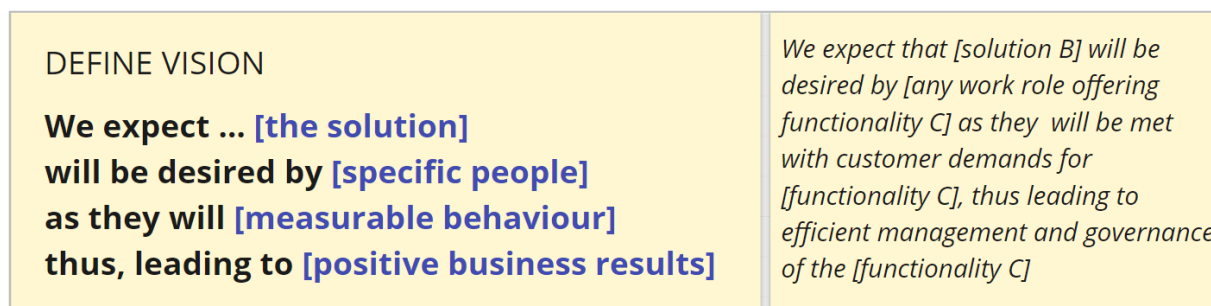 DEFINE VISION
We expect ... [the solution]
will be desired by [specific people]
as they will [measurable behaviour]
thus, leading to [positive business results]
We expect that [solution B] will be
desired by [any work role offering
functionality C] as they will be met
with customer demands for
[functionality C], thus leading to
efficient management and governance
of the [functionality C]